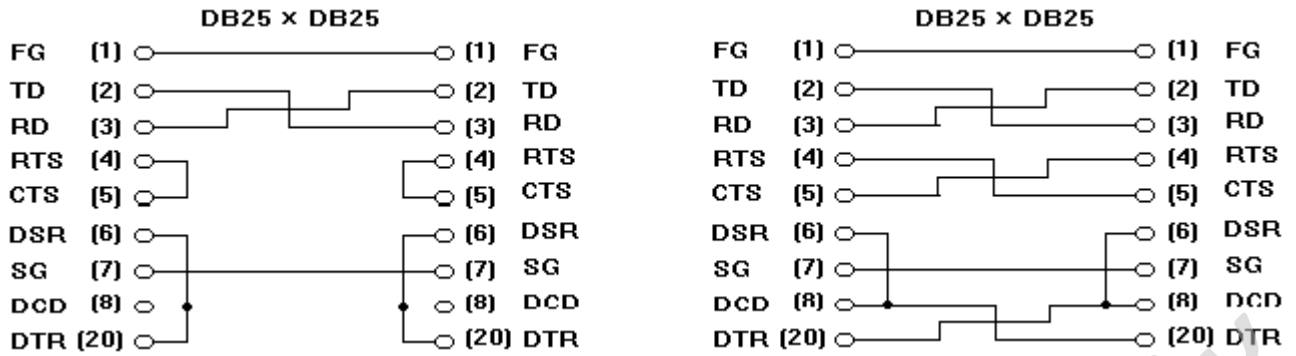 DB25 × DB25
FG (1) (1) FG
TD (2) (2) TD
RD (3) (3) RD
RTS (4) (4) RTS
CTS (5) (5) CTS
DSR (6) (6) DSR
SG (7) (7) SG
DCD (8) (8) DCD
DTR (20) (20) DTR
DB25 × DB25
FG (1) (1) FG
TD (2) (2) TD
RD (3) (3) RD
RTS (4) (4) RTS
CTS (5) (5) CTS
DSR (6) (6) DSR
SG (7) (7) SG
DCD (8) (8) DCD
DTR (20) (20) DTR